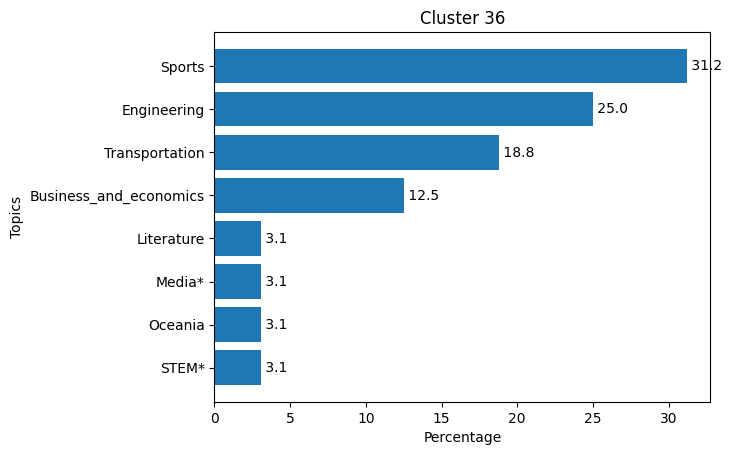 Cluster 36
Sports 31.2
Engineering 25.0
Transportation 18.8
Business_and_economics 12.5
Literature 3.1
Media* 3.1
Oceania 3.1
STEM* 3.1
Topics
0 5 10 15 20 25 30
Percentage